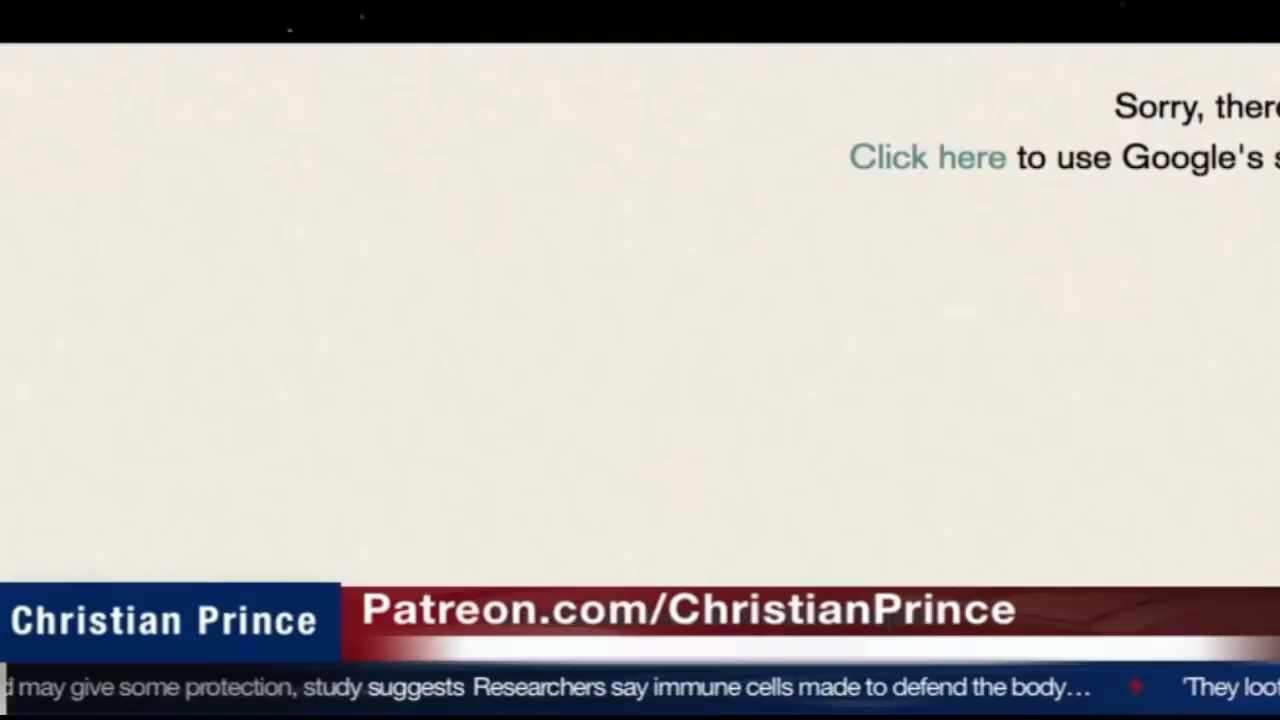 Sorry, there
Click here to use Google's s
Christian Prince
Patreon.com/ChristianPrince
d may give some protection, study suggests Researchers say immune cells made to defend the body… 'They loot